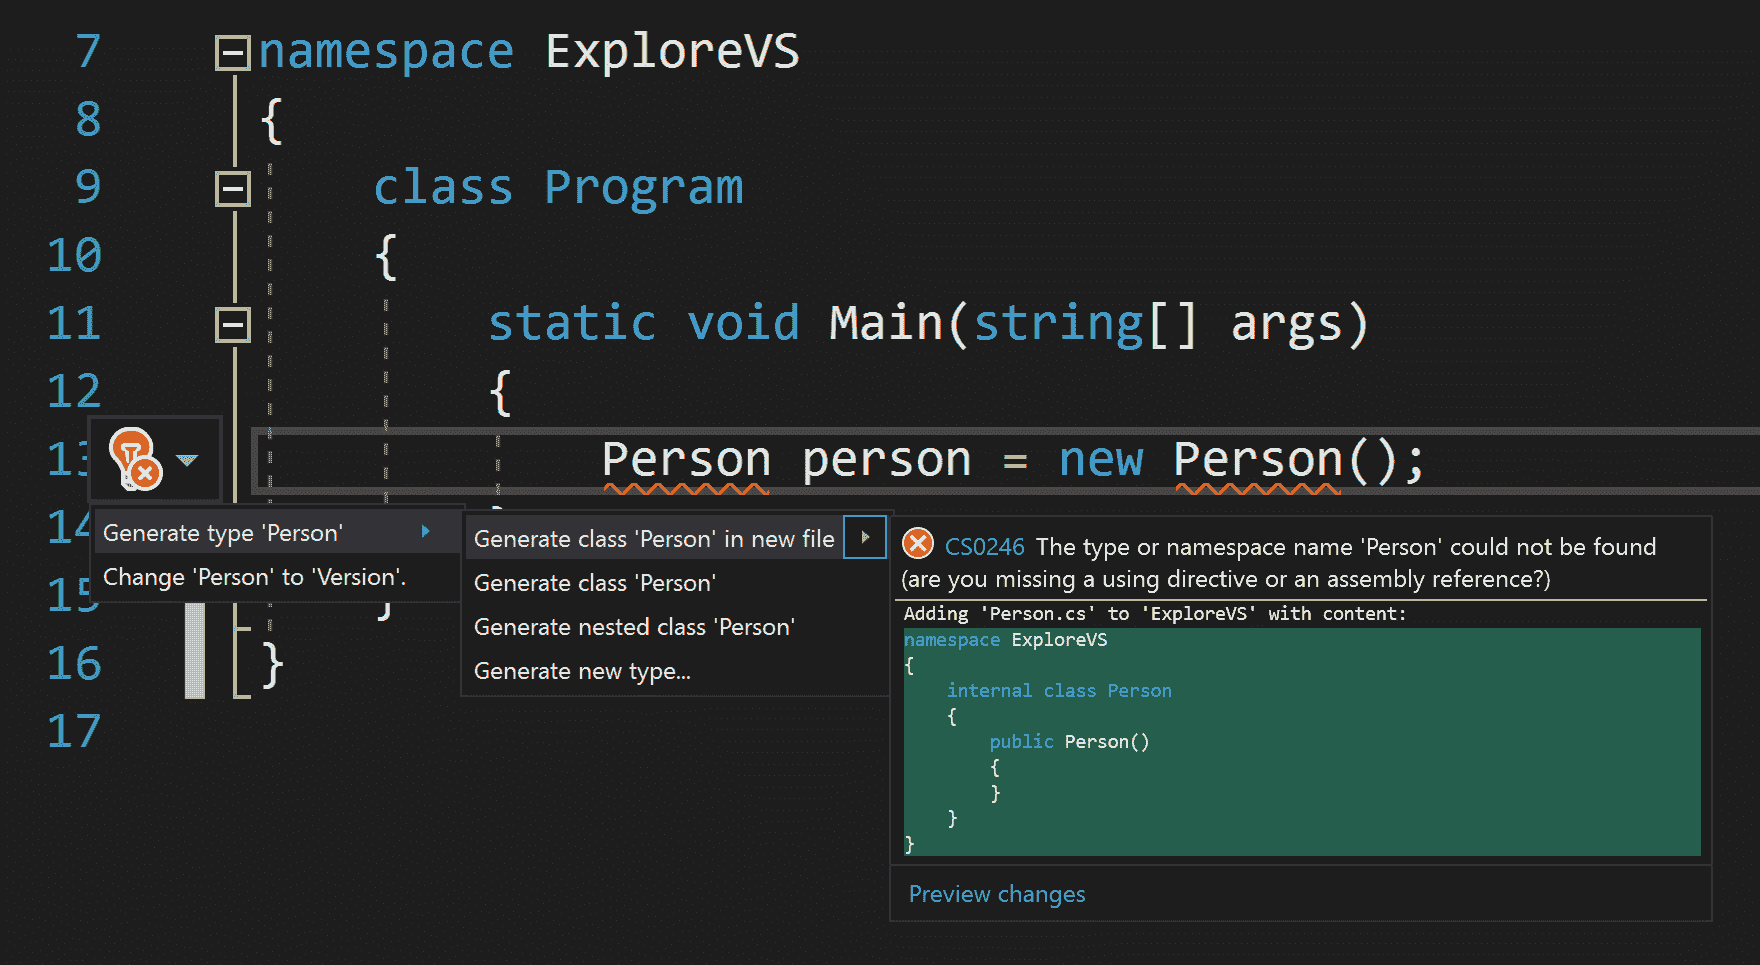 7 namespace ExploreVS
8 {
9 class Program
10 {
11 static void Main(string[] args)
12 {
13 Person person = new Person();
14
15 }
16 }
17
Generate type 'Person'
Change 'Person' to 'Version'.
Generate class 'Person' in new file
Generate class 'Person'
Generate nested class 'Person'
Generate new type...
CS0246 The type or namespace name 'Person' could not be found
(are you missing a using directive or an assembly reference?)
Adding 'Person.cs' to 'ExploreVS' with content:
namespace ExploreVS
{
internal class Person
{
public Person()
{
}
}
}
Preview changes